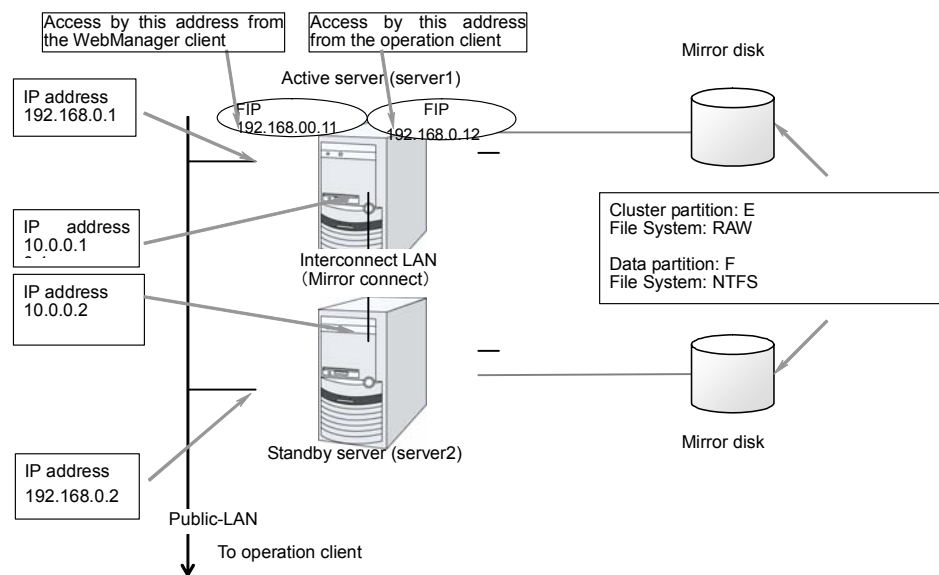 Access by this address from
the WebManager client
Access by this address
from the operation client
Mirror disk
Active server (server1)
IP address
192.168.0.1
FIP
192.168.00.11
FIP
192.168.0.12
IP address
10.0.0.1
Cluster partition: E
File System: RAW
Data partition: F
File System: NTFS
Interconnect LAN
(Mirror connect)
IP address
10.0.0.2
Mirror disk
Standby server (server2)
IP address
192.168.0.2
Public-LAN
To operation client